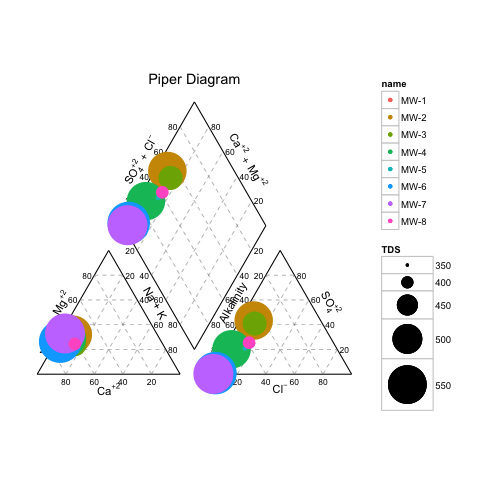 Piper Diagram
SO₄⁺² + Cl⁻
Ca⁺² + Mg⁺²
80
80
60
60
40
40
20
20
Mg⁺²
Na + K
Alkalinity
SO₄⁺²
20
40
20
80
80
60
60
60
40
60
40
80
80
20
20
80
60
40
20
20
40
60
80
Ca⁺²
Cl⁻
name
MW-1
MW-2
MW-3
MW-4
MW-5
MW-6
MW-7
MW-8
TDS
350
400
450
500
550